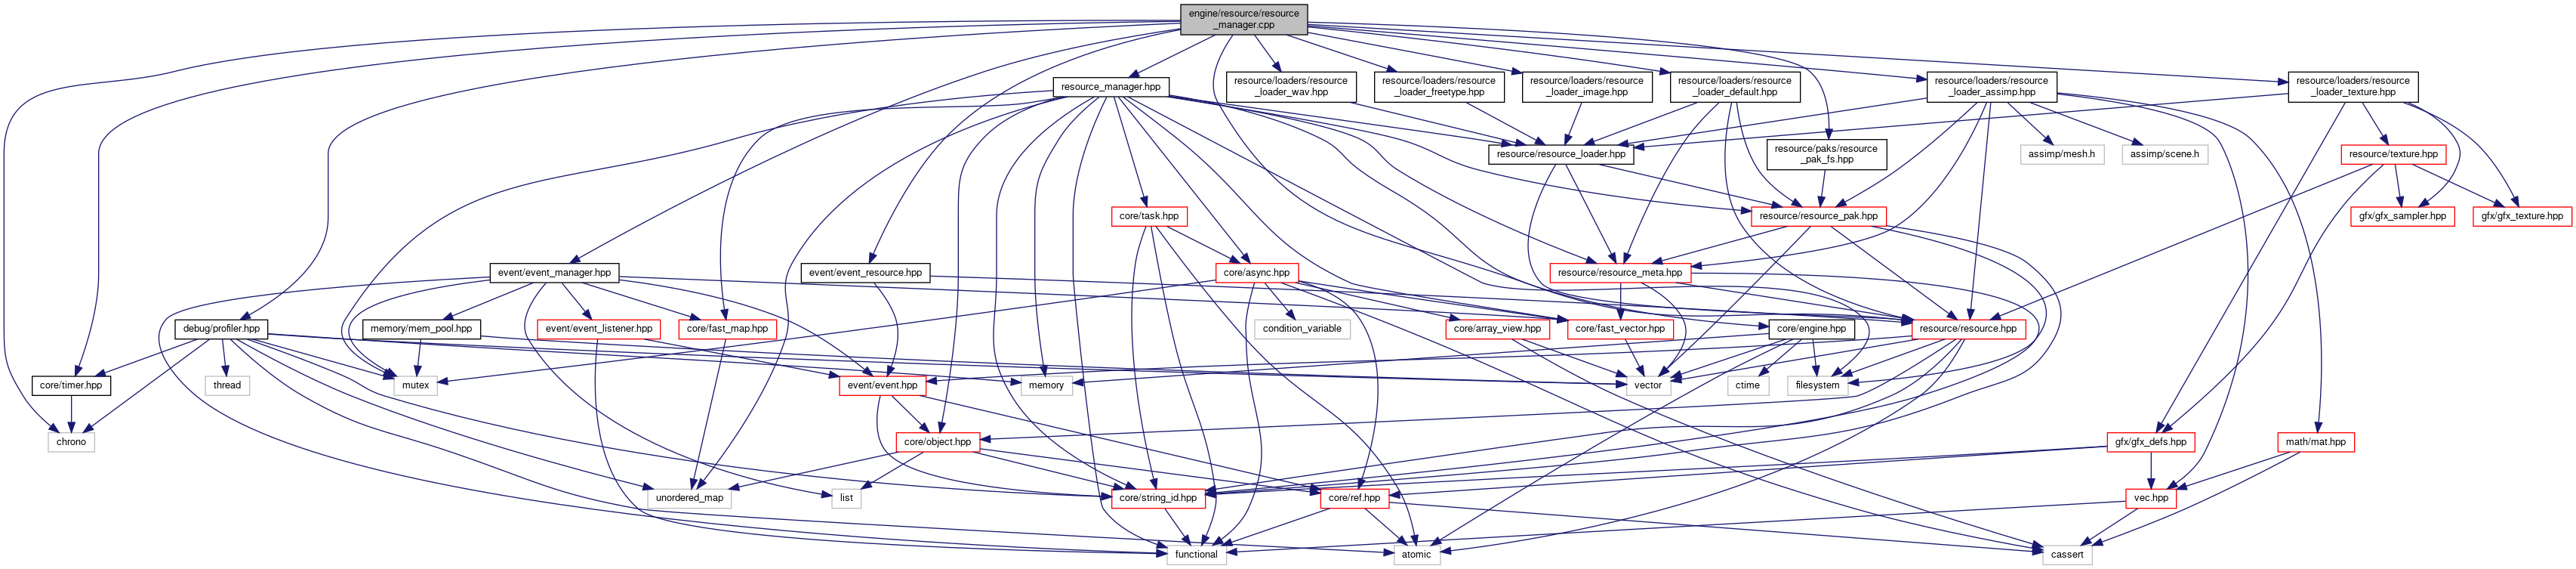 engine/resource/resource
_manager.cpp
resource_manager.hpp
resource/loaders/resource
_loader_wav.hpp
resource/loaders/resource
_loader_freetype.hpp
resource/loaders/resource
_loader_image.hpp
resource/loaders/resource
_loader_default.hpp
resource/loaders/resource
_loader_assimp.hpp
resource/loaders/resource
_loader_texture.hpp
resource/resource_loader.hpp
resource/paks/resource
_pak_fs.hpp
assimp/mesh.h
assimp/scene.h
resource/texture.hpp
core/task.hpp
resource/resource_pak.hpp
gfx/gfx_sampler.hpp
gfx/gfx_texture.hpp
event/event_manager.hpp
event/event_resource.hpp
core/async.hpp
resource/resource_meta.hpp
debug/profiler.hpp
memory/mem_pool.hpp
event/event_listener.hpp
core/fast_map.hpp
condition_variable
core/array_view.hpp
core/fast_vector.hpp
core/engine.hpp
resource/resource.hpp
core/timer.hpp
thread
mutex
event/event.hpp
memory
vector
ctime
filesystem
chrono
core/object.hpp
gfx/gfx_defs.hpp
math/mat.hpp
unordered_map
list
core/string_id.hpp
core/ref.hpp
vec.hpp
functional
atomic
cassert